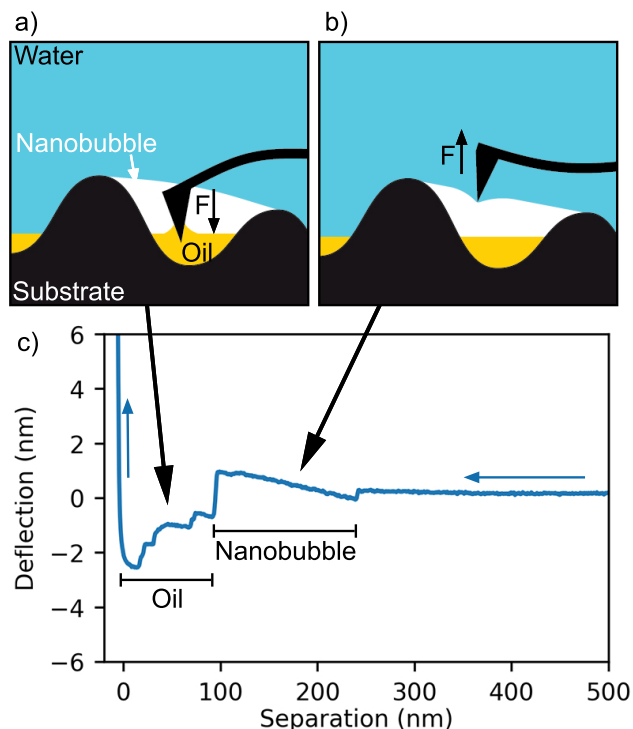 a)
b)
Water
Nanobubble
F
F
Oil
Substrate
c)
6
4
2
0
−2
−4
−6
Deflection (nm)
Nanobubble
Oil
0
100
200
300
400
500
Separation (nm)